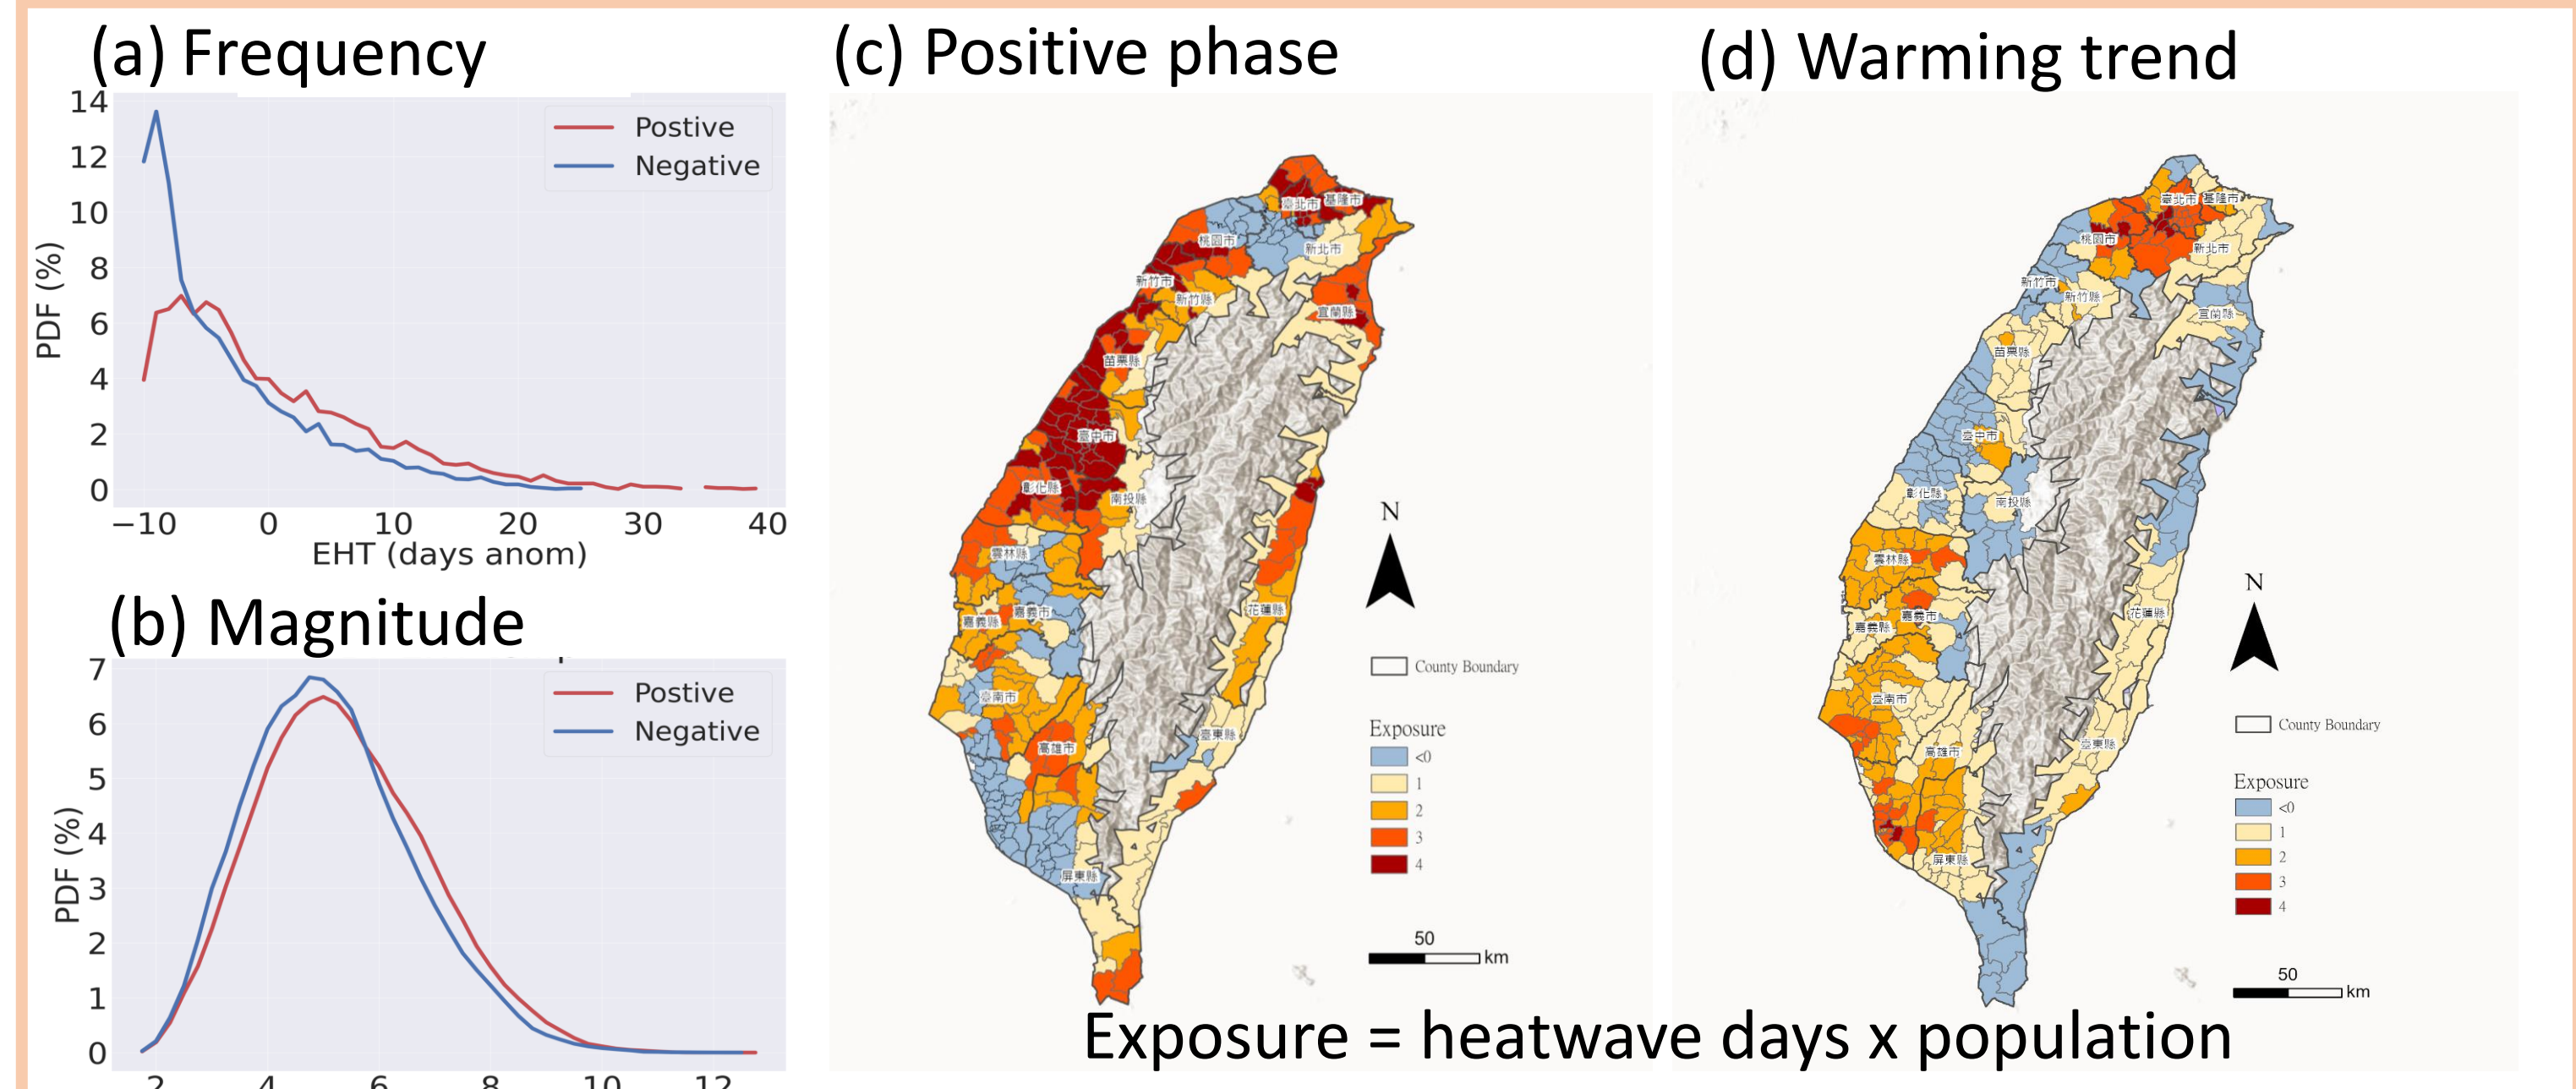 (a) Frequency
14
12
10
8
6
4
2
0
PDF (%)
Postive
Negative
−10 0 10 20 30 40
EHT (days anom)
(b) Magnitude
7
6
5
4
3
2
1
0
PDF (%)
Postive
Negative
2 4 6 8 10 12
(c) Positive phase
臺北市 基隆市
桃園市
新北市
新竹市
新竹縣
宜蘭縣
苗栗縣
臺中市
彰化縣
南投縣
雲林縣
嘉義市
嘉義縣
花蓮縣
臺南市
臺東縣
高雄市
屏東縣
N
County Boundary
Exposure
<0
1
2
3
4
50
km
(d) Warming trend
臺北市 基隆市
桃園市
新北市
新竹市
新竹縣
宜蘭縣
苗栗縣
臺中市
彰化縣
南投縣
雲林縣
嘉義市
嘉義縣
花蓮縣
臺南市
臺東縣
高雄市
屏東縣
N
County Boundary
Exposure
<0
1
2
3
4
50
km
Exposure = heatwave days x population